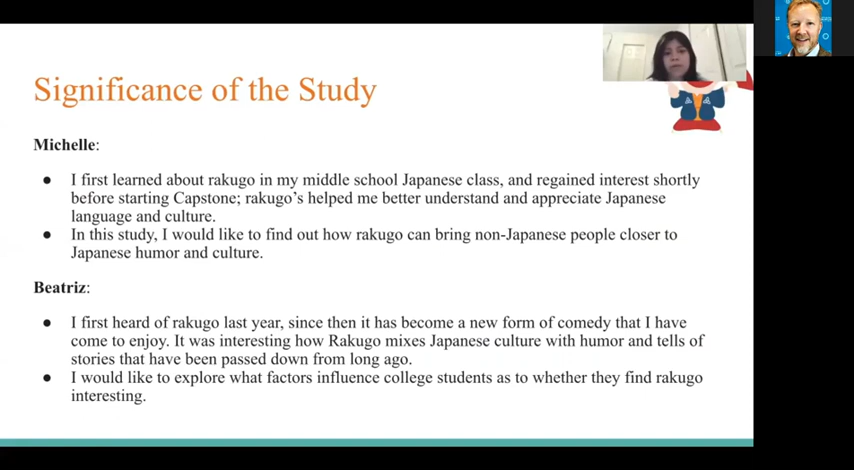 Significance of the Study
Michelle:
● I first learned about rakugo in my middle school Japanese class, and regained interest shortly
before starting Capstone; rakugo's helped me better understand and appreciate Japanese
language and culture.
● In this study, I would like to find out how rakugo can bring non-Japanese people closer to
Japanese humor and culture.
Beatriz:
● I first heard of rakugo last year, since then it has become a new form of comedy that I have
come to enjoy. It was interesting how Rakugo mixes Japanese culture with humor and tells of
stories that have been passed down from long ago.
● I would like to explore what factors influence college students as to whether they find rakugo
interesting.